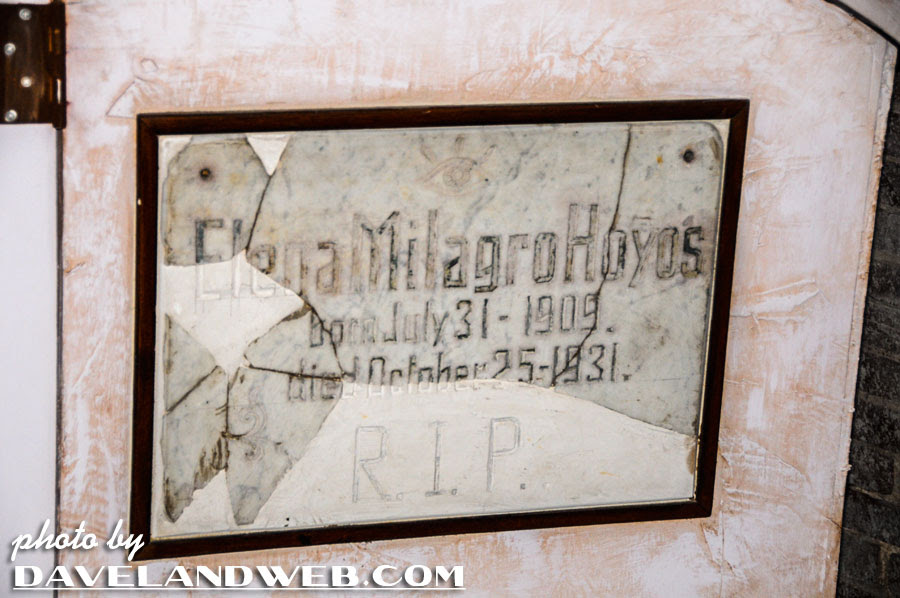 Elena Milagro Hoyos
born July 31 - 1909.
died October 25 - 1931.
R.I.P.
photo by
DAVELANDWEB.COM